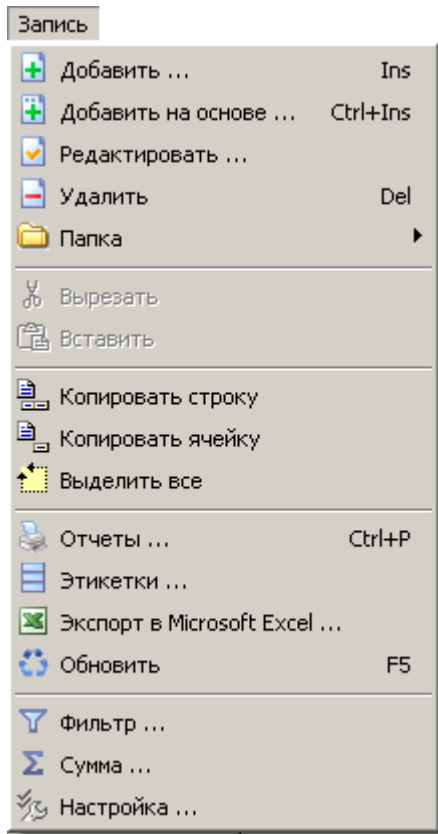 Запись
Добавить ... Ins
Добавить на основе ... Ctrl+Ins
Редактировать ...
Удалить Del
Папка
Вырезать
Вставить
Копировать строку
Копировать ячейку
Выделить все
Отчеты ... Ctrl+P
Этикетки ...
Экспорт в Microsoft Excel ...
Обновить F5
Фильтр ...
Сумма ...
Настройка ...